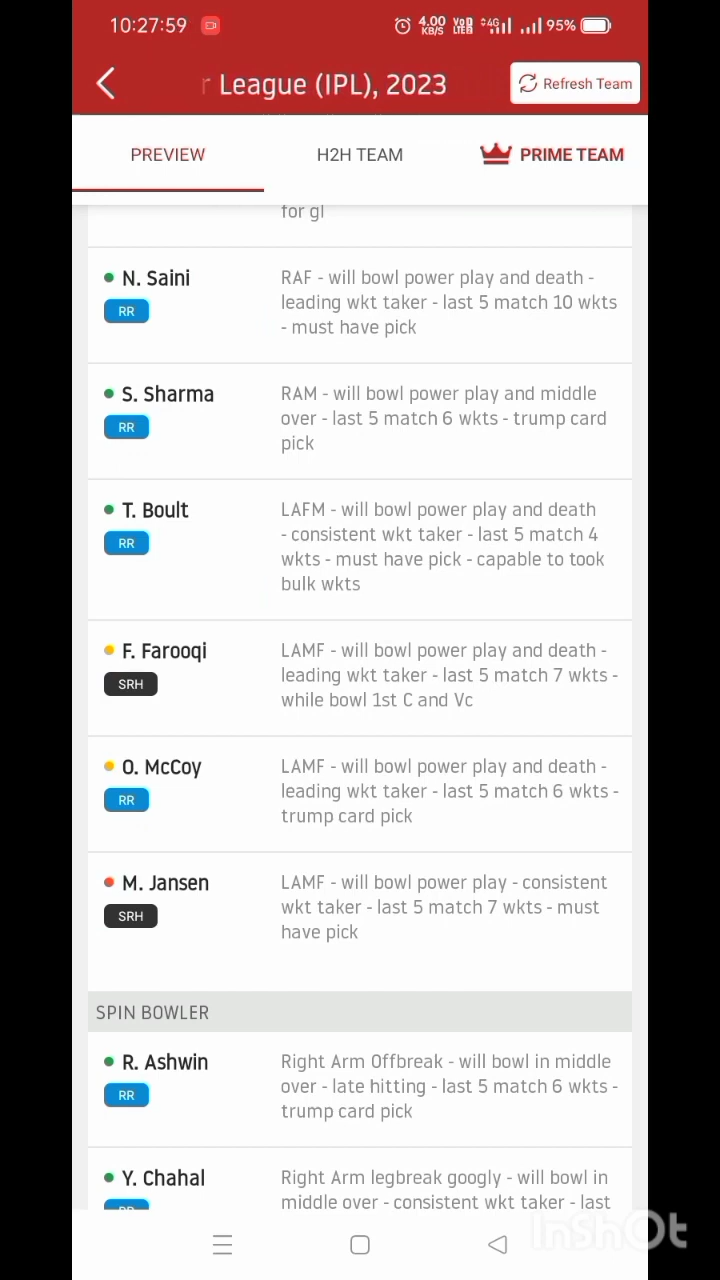 10:27:59 4.00 KB/S VoD LTED 4G 95%
r League (IPL), 2023 Refresh Team
PREVIEW H2H TEAM PRIME TEAM
for gl
N. Saini
RR
RAF - will bowl power play and death -
leading wkt taker - last 5 match 10 wkts
- must have pick
S. Sharma
RR
RAM - will bowl power play and middle
over - last 5 match 6 wkts - trump card
pick
T. Boult
RR
LAFM - will bowl power play and death
- consistent wkt taker - last 5 match 4
wkts - must have pick - capable to took
bulk wkts
F. Farooqi
SRH
LAMF - will bowl power play and death -
leading wkt taker - last 5 match 7 wkts -
while bowl 1st C and Vc
O. McCoy
RR
LAMF - will bowl power play and death -
leading wkt taker - last 5 match 6 wkts -
trump card pick
M. Jansen
SRH
LAMF - will bowl power play - consistent
wkt taker - last 5 match 7 wkts - must
have pick
SPIN BOWLER
R. Ashwin
RR
Right Arm Offbreak - will bowl in middle
over - late hitting - last 5 match 6 wkts -
trump card pick
Y. Chahal
RR
Right Arm legbreak googly - will bowl in
middle over - consistent wkt taker - last
InShOt